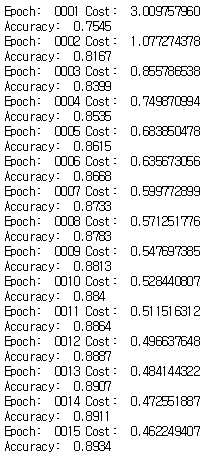 Epoch: 0001 Cost: 3.009757960
Accuracy: 0.7545
Epoch: 0002 Cost: 1.077274378
Accuracy: 0.8167
Epoch: 0003 Cost: 0.855786538
Accuracy: 0.8399
Epoch: 0004 Cost: 0.749870994
Accuracy: 0.8535
Epoch: 0005 Cost: 0.683850478
Accuracy: 0.8615
Epoch: 0006 Cost: 0.635673056
Accuracy: 0.8668
Epoch: 0007 Cost: 0.599772899
Accuracy: 0.8733
Epoch: 0008 Cost: 0.571251776
Accuracy: 0.8783
Epoch: 0009 Cost: 0.547697385
Accuracy: 0.8813
Epoch: 0010 Cost: 0.528440807
Accuracy: 0.884
Epoch: 0011 Cost: 0.511516312
Accuracy: 0.8864
Epoch: 0012 Cost: 0.496637648
Accuracy: 0.8887
Epoch: 0013 Cost: 0.484144322
Accuracy: 0.8907
Epoch: 0014 Cost: 0.472551887
Accuracy: 0.8911
Epoch: 0015 Cost: 0.462249407
Accuracy: 0.8934